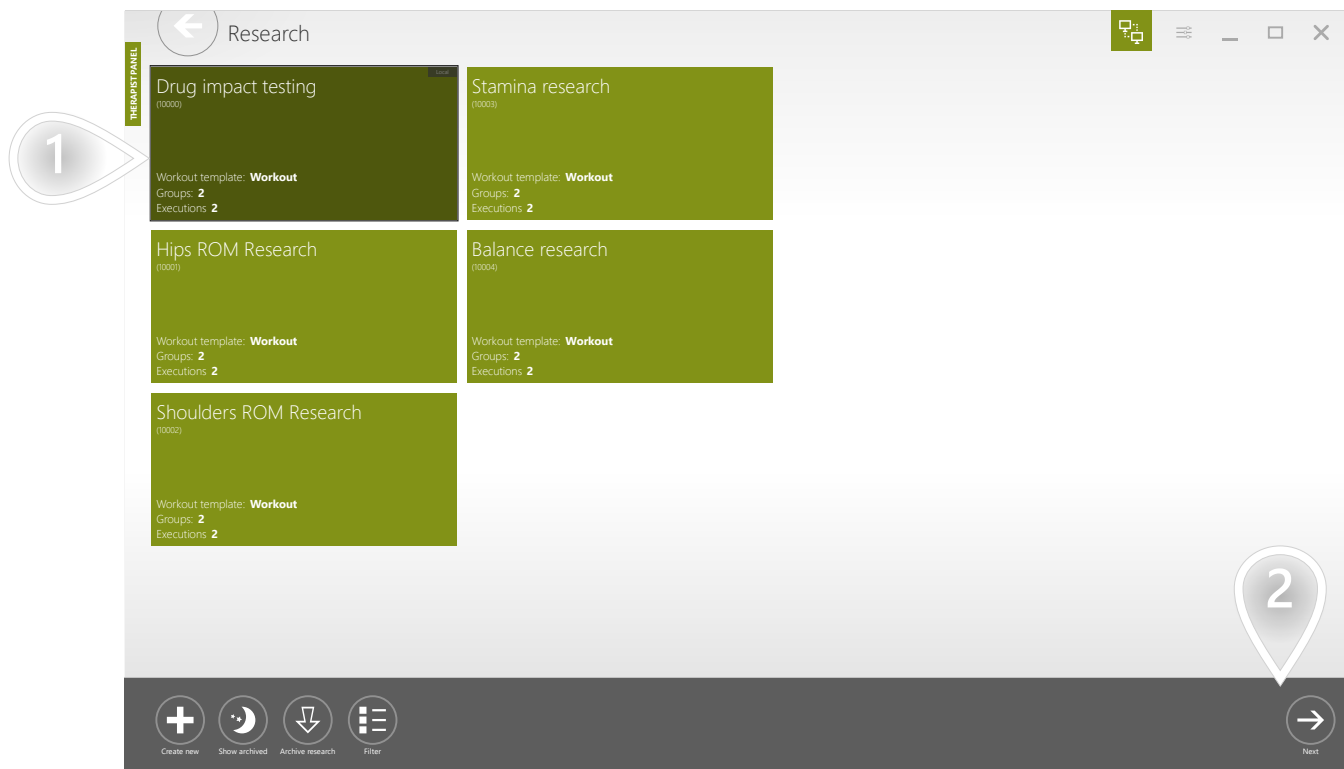 Research
THERAPIST PANEL
1
Local
Drug impact testing
(10000)
Workout template: Workout
Groups: 2
Executions 2
Stamina research
(10003)
Workout template: Workout
Groups: 2
Executions 2
Hips ROM Research
(10001)
Workout template: Workout
Groups: 2
Executions 2
Balance research
(10004)
Workout template: Workout
Groups: 2
Executions 2
Shoulders ROM Research
(10002)
Workout template: Workout
Groups: 2
Executions 2
2
Create new
Show archived
Archive research
Filter
Next